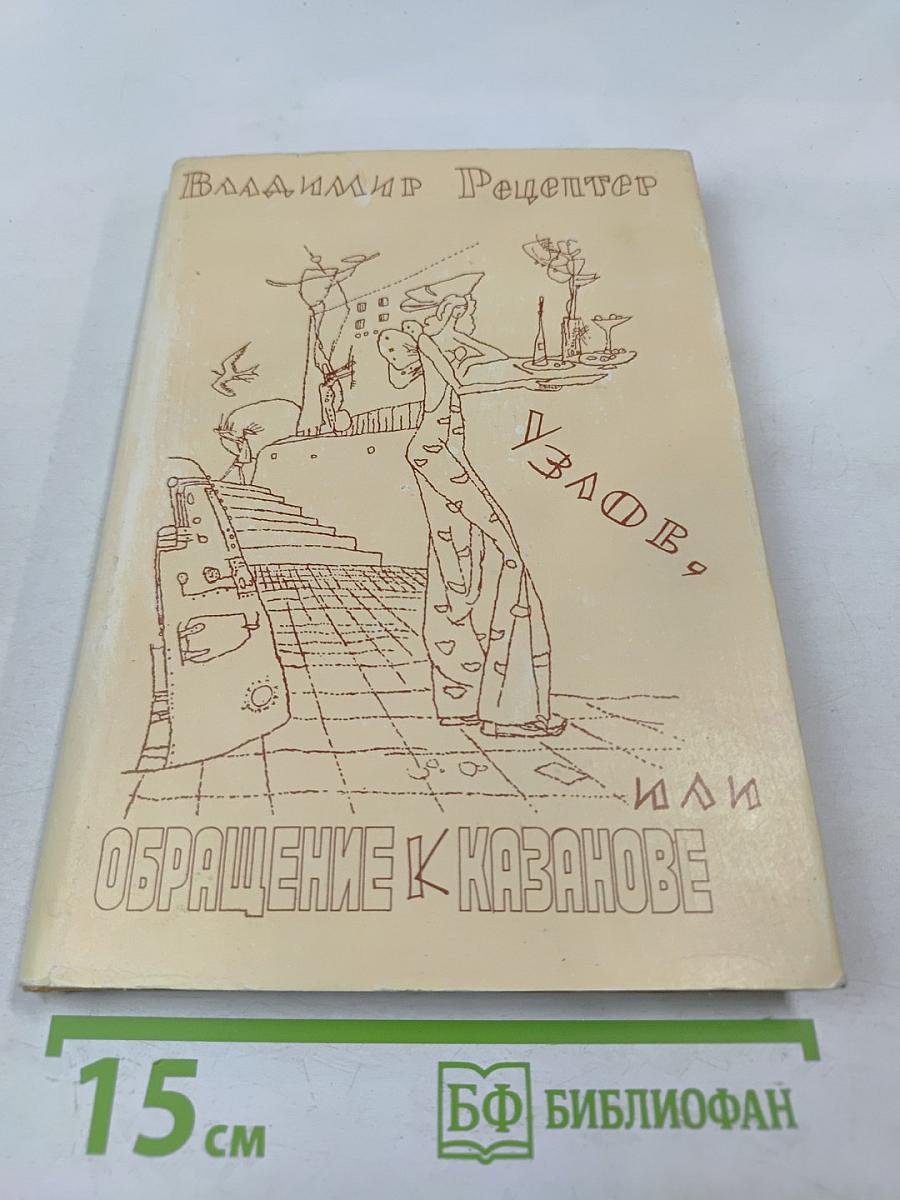 Владимир Рецептер
Узлов,
или
ОБРАЩЕНИЕ К КАЗАНОВЕ
15 см
БФ БИБЛИОФАН